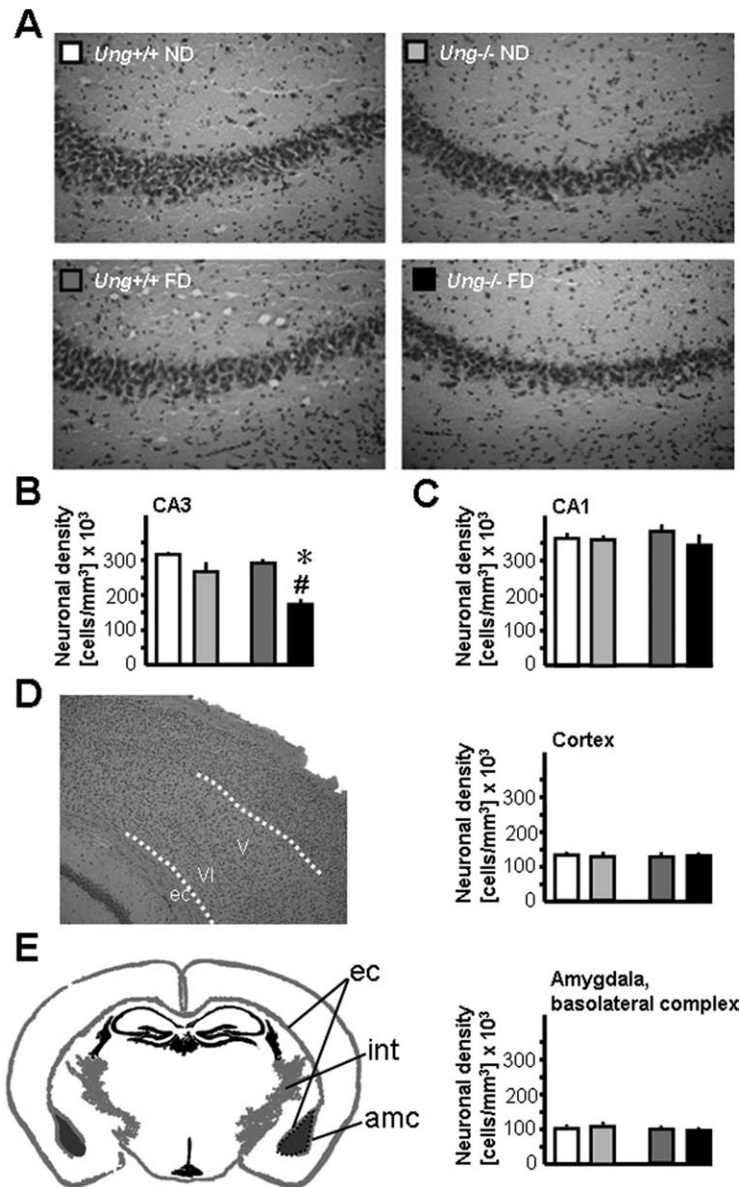 A
Ung+/+ ND
Ung-/- ND
Ung+/+ FD
Ung-/- FD
B
CA3
Neuronal density
[cells/mm³] x 10³
300
200
100
0
*
#
C
CA1
Neuronal density
[cells/mm³] x 10³
300
200
100
0
D
V
VI
ec
Cortex
Neuronal density
[cells/mm³] x 10³
300
200
100
0
E
ec
int
amc
Amygdala,
basolateral complex
Neuronal density
[cells/mm³] x 10³
300
200
100
0